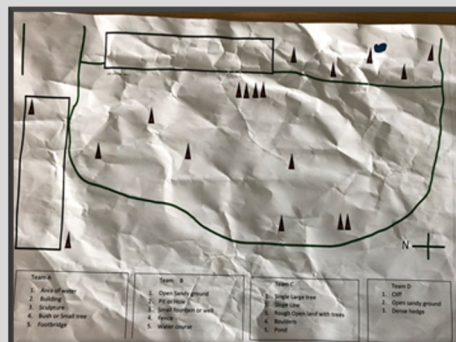 N
Team A
1. Area of water
2. Building
3. Sculpture
4. Bush or Small tree
5. Footbridge
Team B
1. Open Sandy ground
2. Pit or Hole
3. Small fountain or well
4. Fence
5. Water course
Team C
1. Single Large tree
2. Slope Line
3. Rough Open land with trees
4. Boulders
5. Pond
Team D
1. Cliff
2. Open sandy ground
3. Dense hedge